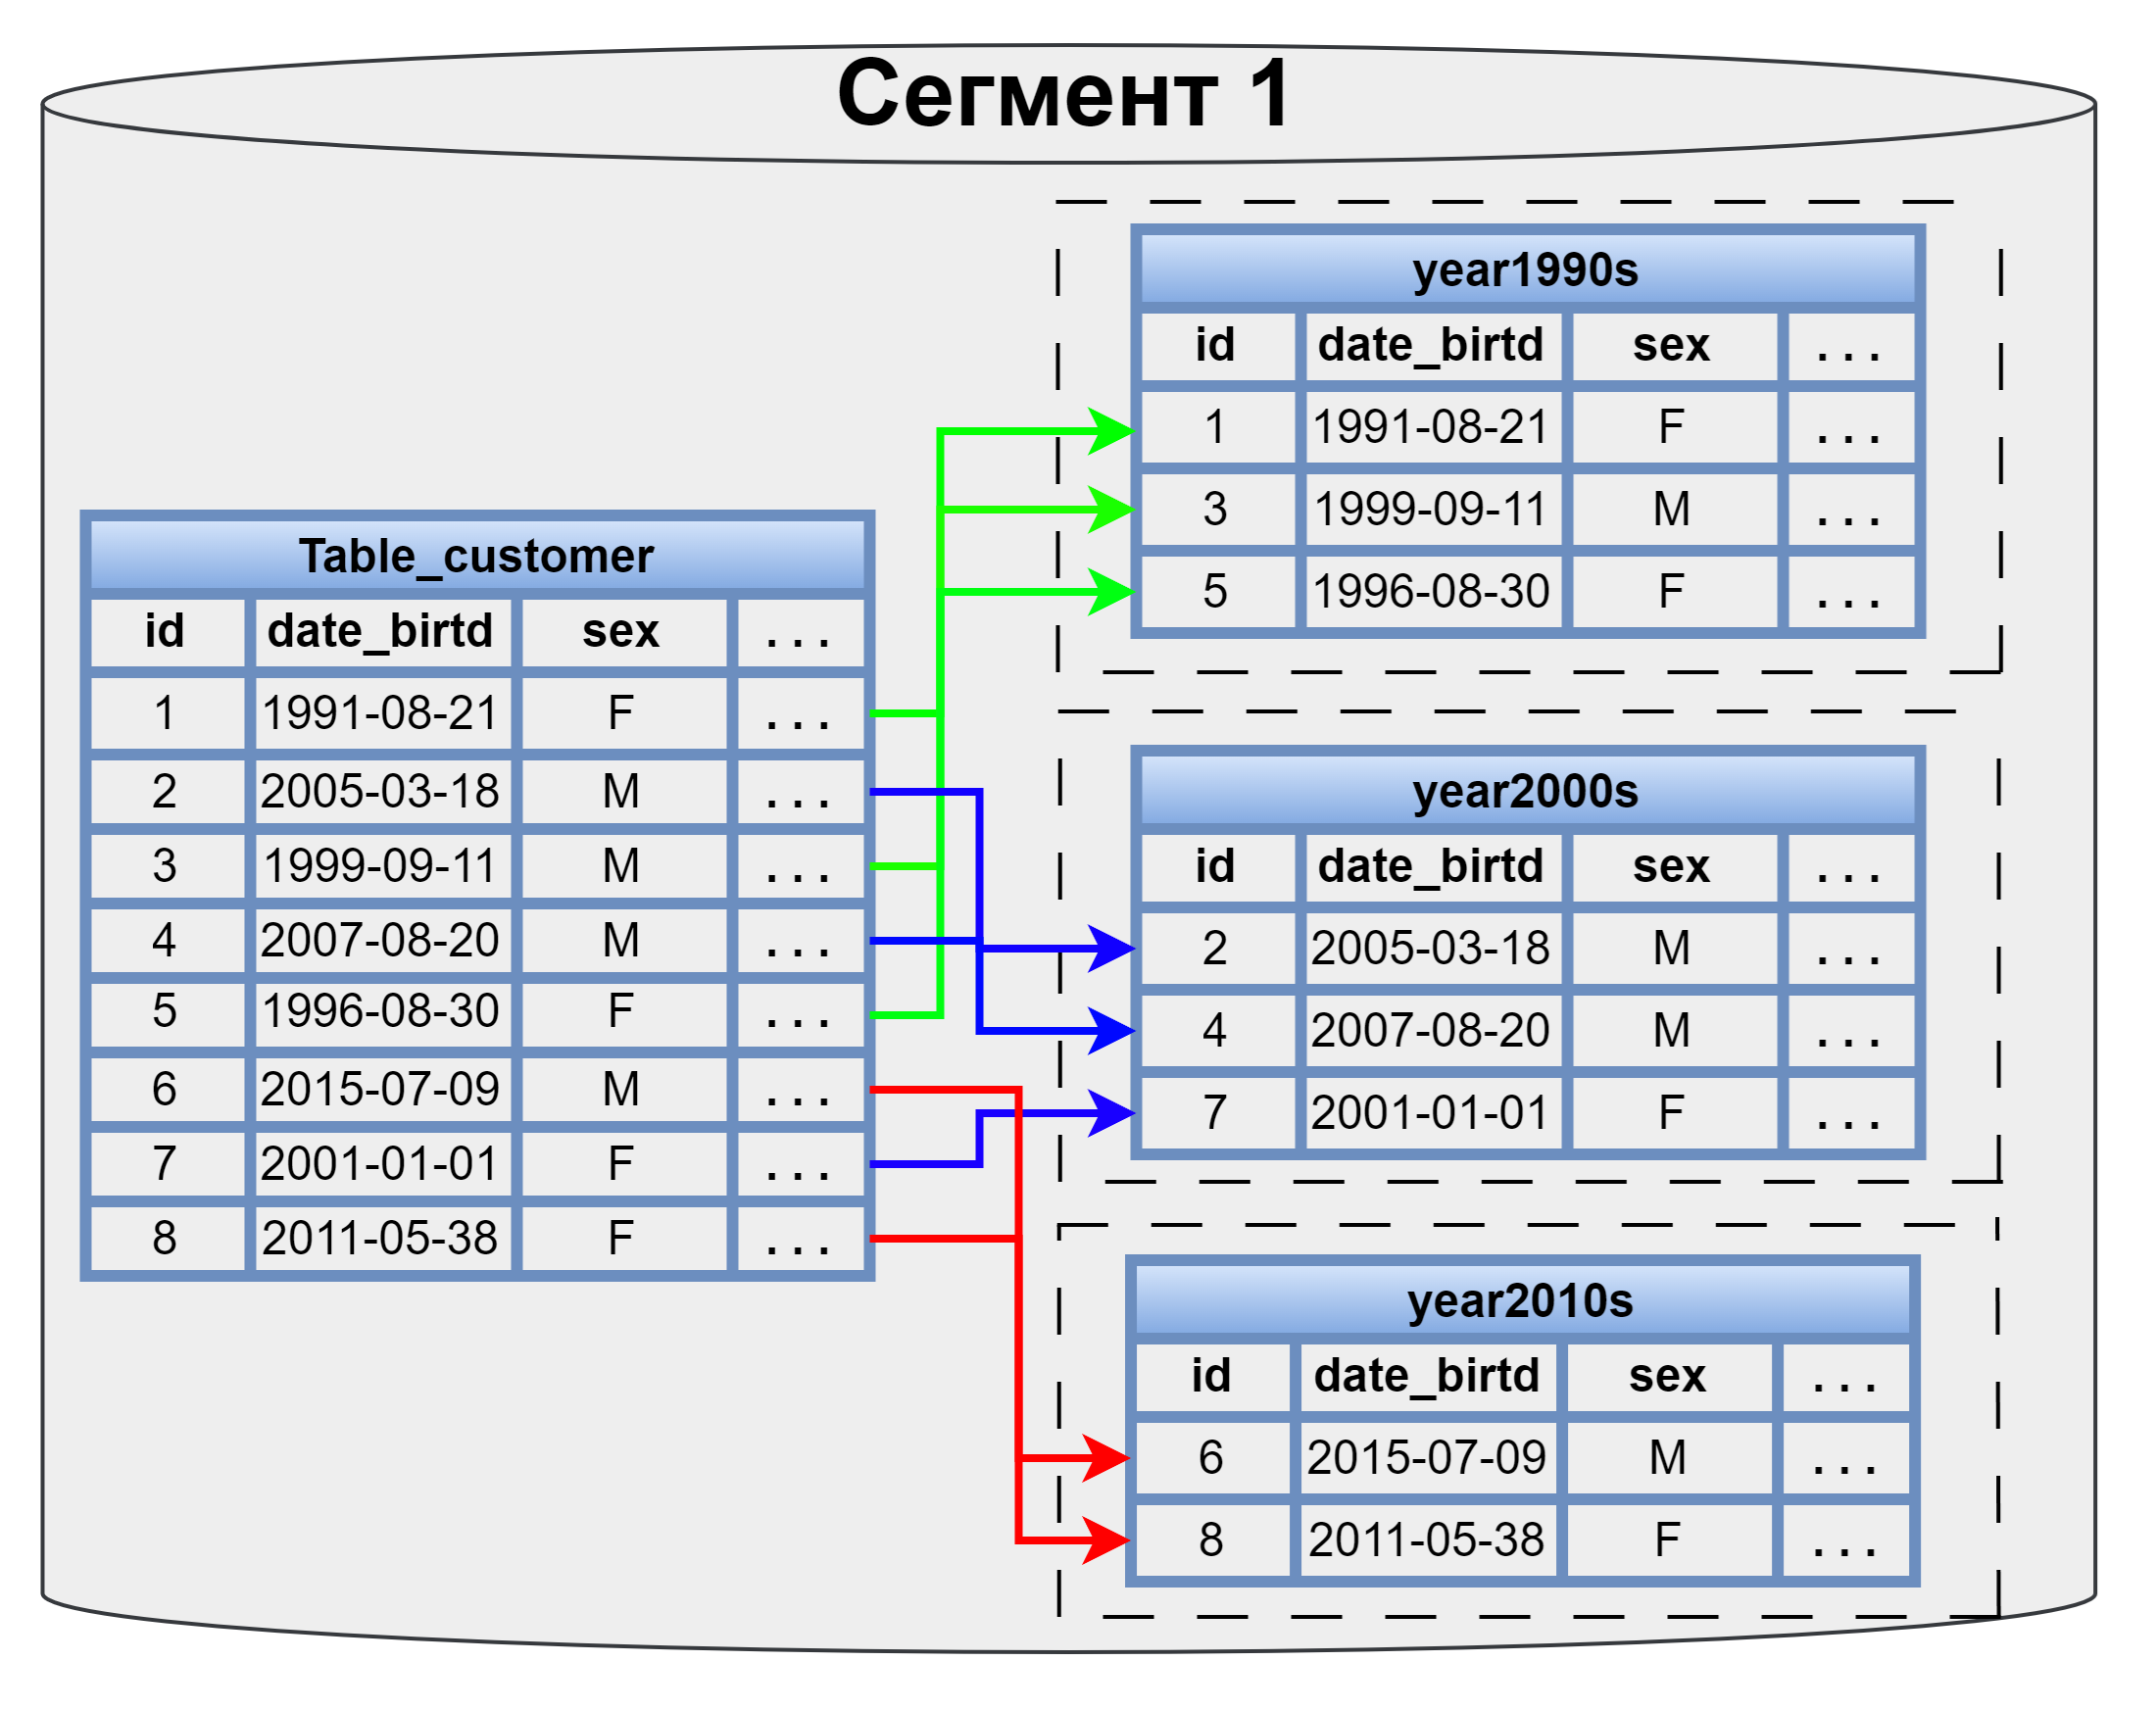 Сегмент 1
Table_customer
id date_birtd sex ...
1 1991-08-21 F ...
2 2005-03-18 M ...
3 1999-09-11 M ...
4 2007-08-20 M ...
5 1996-08-30 F ...
6 2015-07-09 M ...
7 2001-01-01 F ...
8 2011-05-38 F ...
year1990s
id date_birtd sex ...
1 1991-08-21 F ...
3 1999-09-11 M ...
5 1996-08-30 F ...
year2000s
id date_birtd sex ...
2 2005-03-18 M ...
4 2007-08-20 M ...
7 2001-01-01 F ...
year2010s
id date_birtd sex ...
6 2015-07-09 M ...
8 2011-05-38 F ...